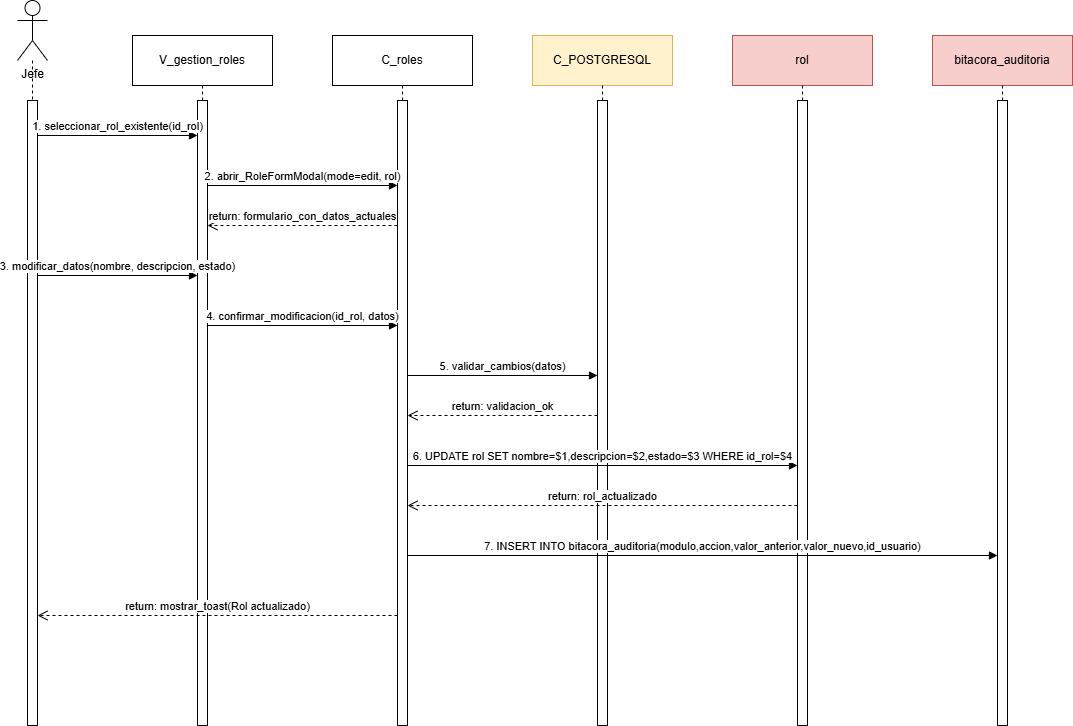 Jefe
V_gestion_roles
C_roles
C_POSTGRESQL
rol
bitacora_auditoria
1. seleccionar_rol_existente(id_rol)
2. abrir_RoleFormModal(mode=edit, rol)
return: formulario_con_datos_actuales
3. modificar_datos(nombre, descripcion, estado)
4. confirmar_modificacion(id_rol, datos)
5. validar_cambios(datos)
return: validacion_ok
6. UPDATE rol SET nombre=$1,descripcion=$2,estado=$3 WHERE id_rol=$4
return: rol_actualizado
7. INSERT INTO bitacora_auditoria(modulo,accion,valor_anterior,valor_nuevo,id_usuario)
return: mostrar_toast(Rol actualizado)